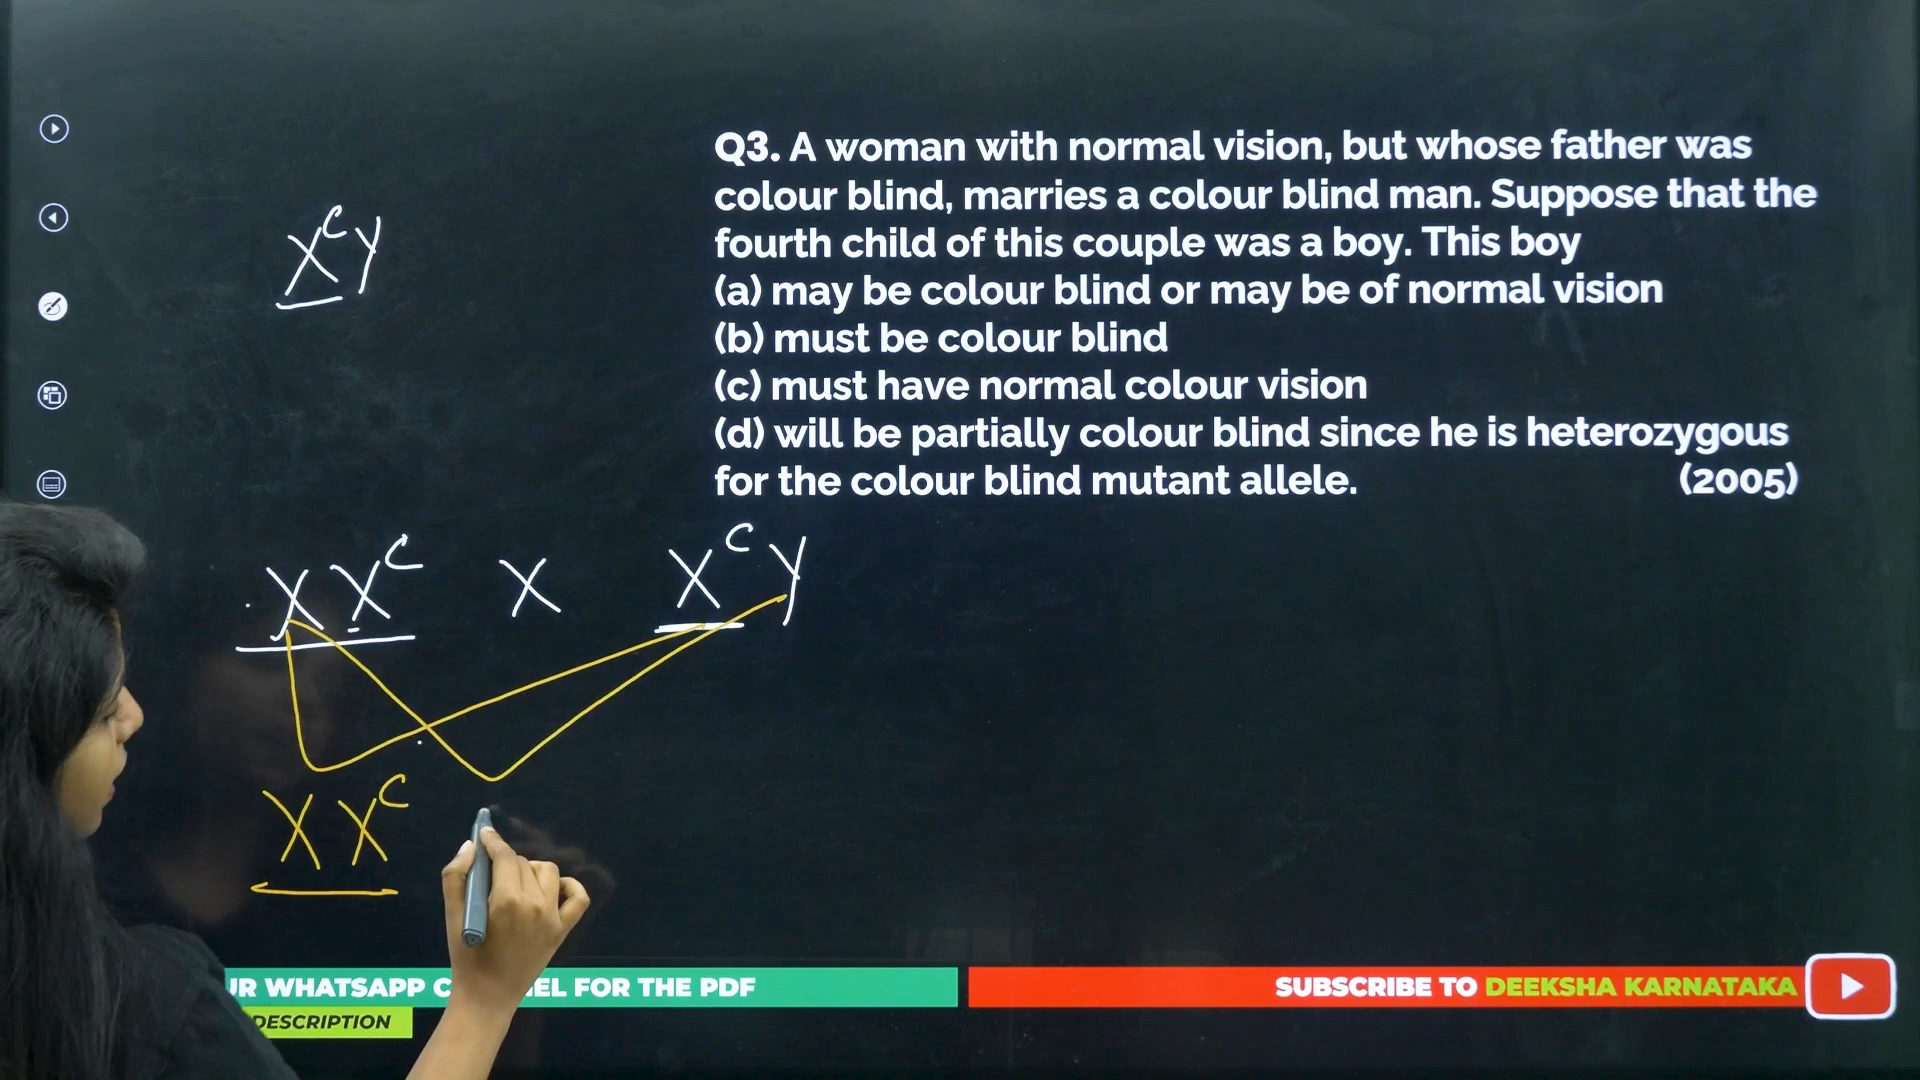 Q3. A woman with normal vision, but whose father was
colour blind, marries a colour blind man. Suppose that the
fourth child of this couple was a boy. This boy
(a) may be colour blind or may be of normal vision
(b) must be colour blind
(c) must have normal colour vision
(d) will be partially colour blind since he is heterozygous
for the colour blind mutant allele. (2005)
X^C Y
X X^C X X^C Y
X X^C
WHATSAPP
FOR THE PDF
DESCRIPTION
SUBSCRIBE TO DEEKSHA KARNATAKA